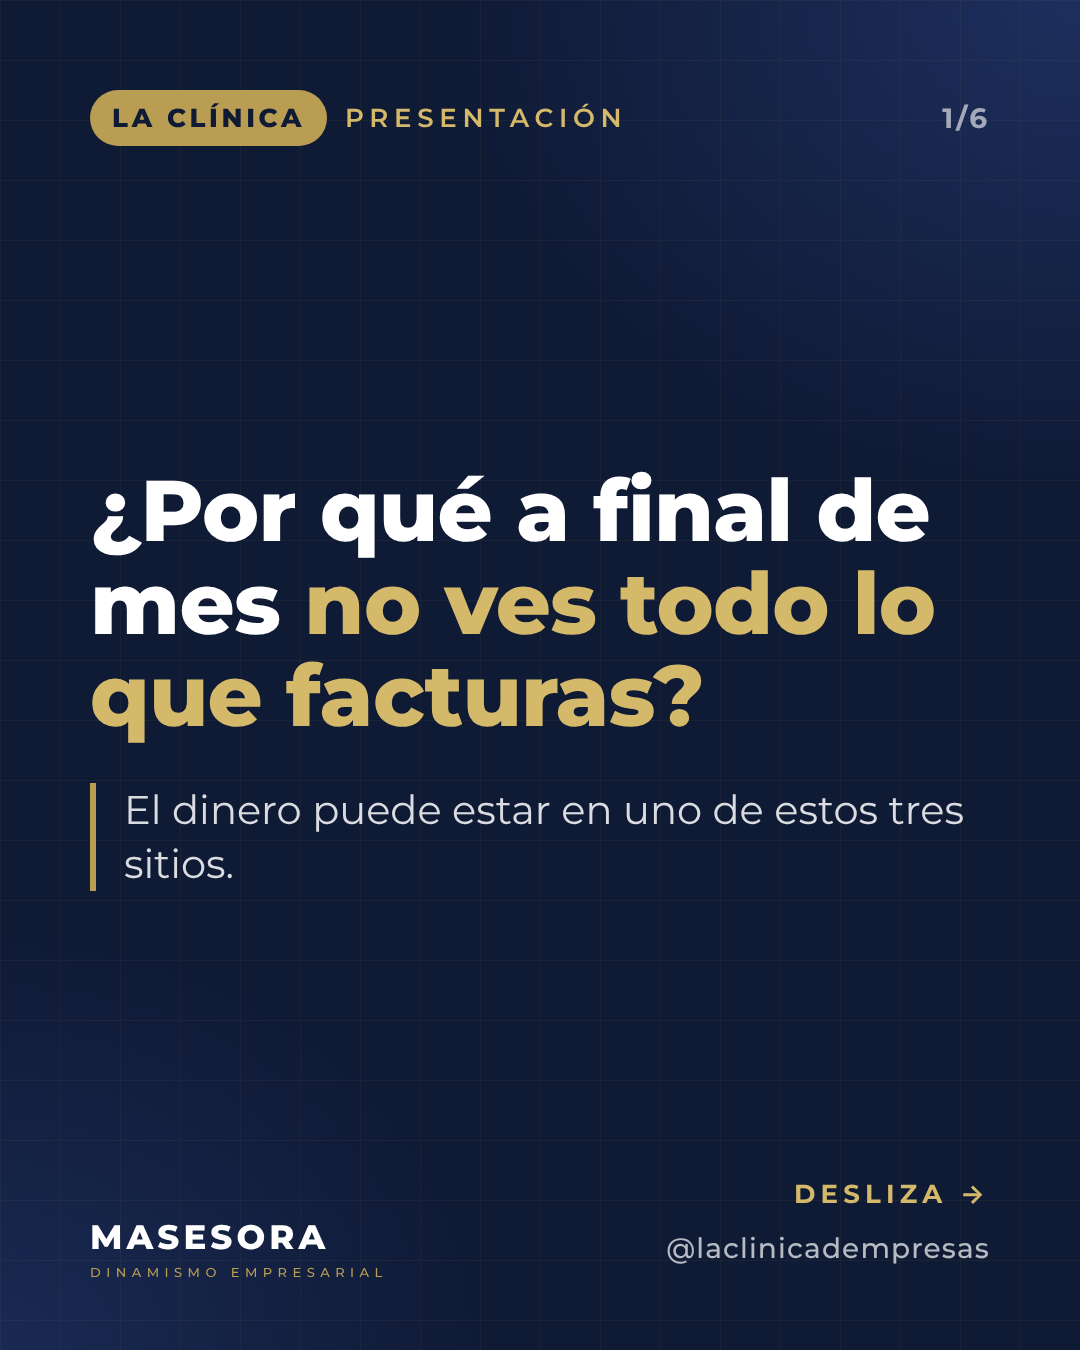 LA CLÍNICA PRESENTACIÓN 1/6
¿Por qué a final de
mes no ves todo lo
que facturas?
El dinero puede estar en uno de estos tres
sitios.
DESLIZA →
MASESORA
@laclinicadempresas
DINAMISMO EMPRESARIAL